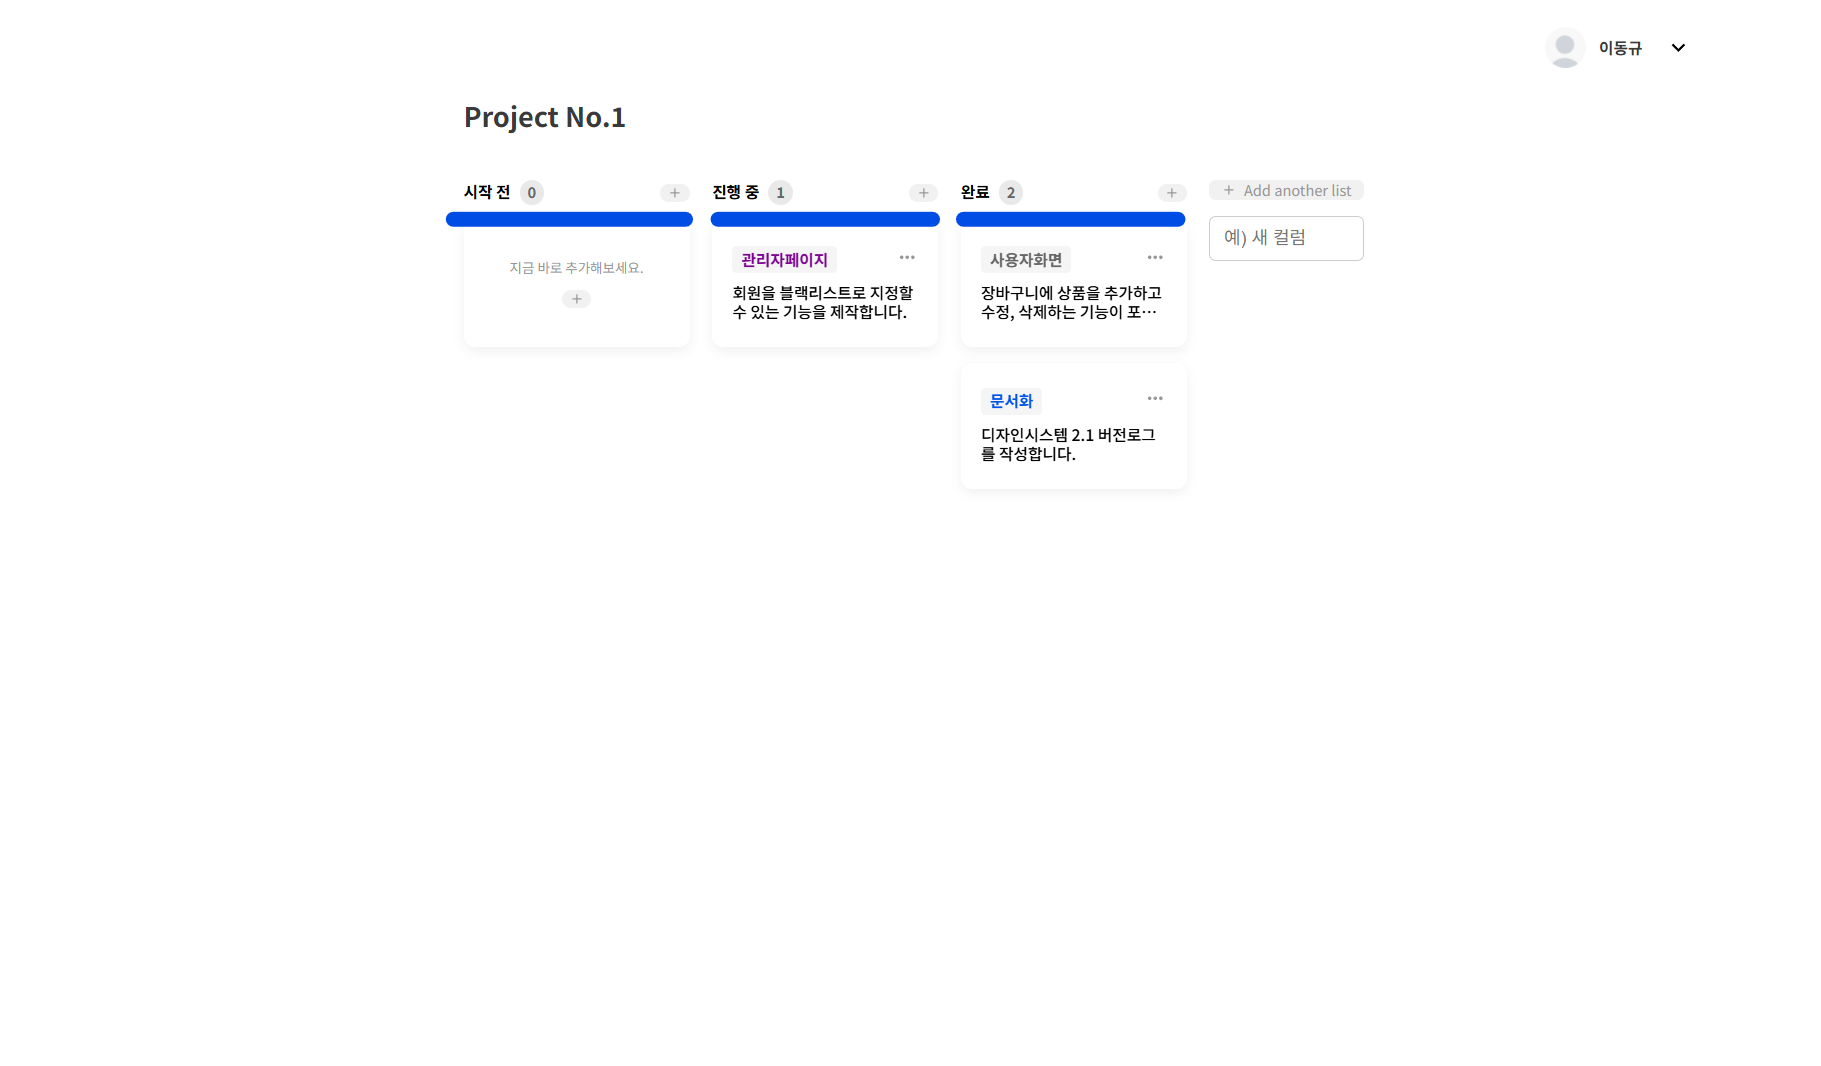 이동규
Project No.1
시작 전 0 +
진행 중 1 +
완료 2 +
+ Add another list
예) 새 컬럼
지금 바로 추가해보세요.
+
관리자페이지 ···
회원을 블랙리스트로 지정할
수 있는 기능을 제작합니다.
사용자화면 ···
장바구니에 상품을 추가하고
수정, 삭제하는 기능이 포…
문서화 ···
디자인시스템 2.1 버전로그
를 작성합니다.